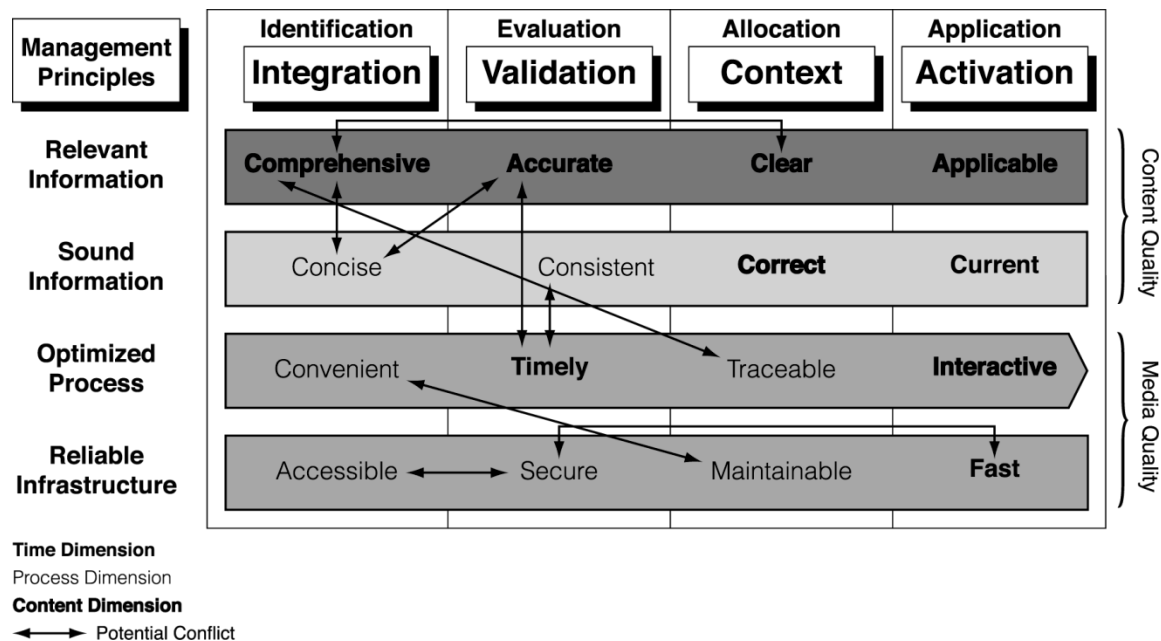 Management
Principles
Identification
Integration
Evaluation
Validation
Allocation
Context
Application
Activation
Relevant
Information
Comprehensive
Accurate
Clear
Applicable
Sound
Information
Concise
Consistent
Correct
Current
Content Quality
Optimized
Process
Convenient
Timely
Traceable
Interactive
Reliable
Infrastructure
Accessible
Secure
Maintainable
Fast
Media Quality
Time Dimension
Process Dimension
Content Dimension
Potential Conflict